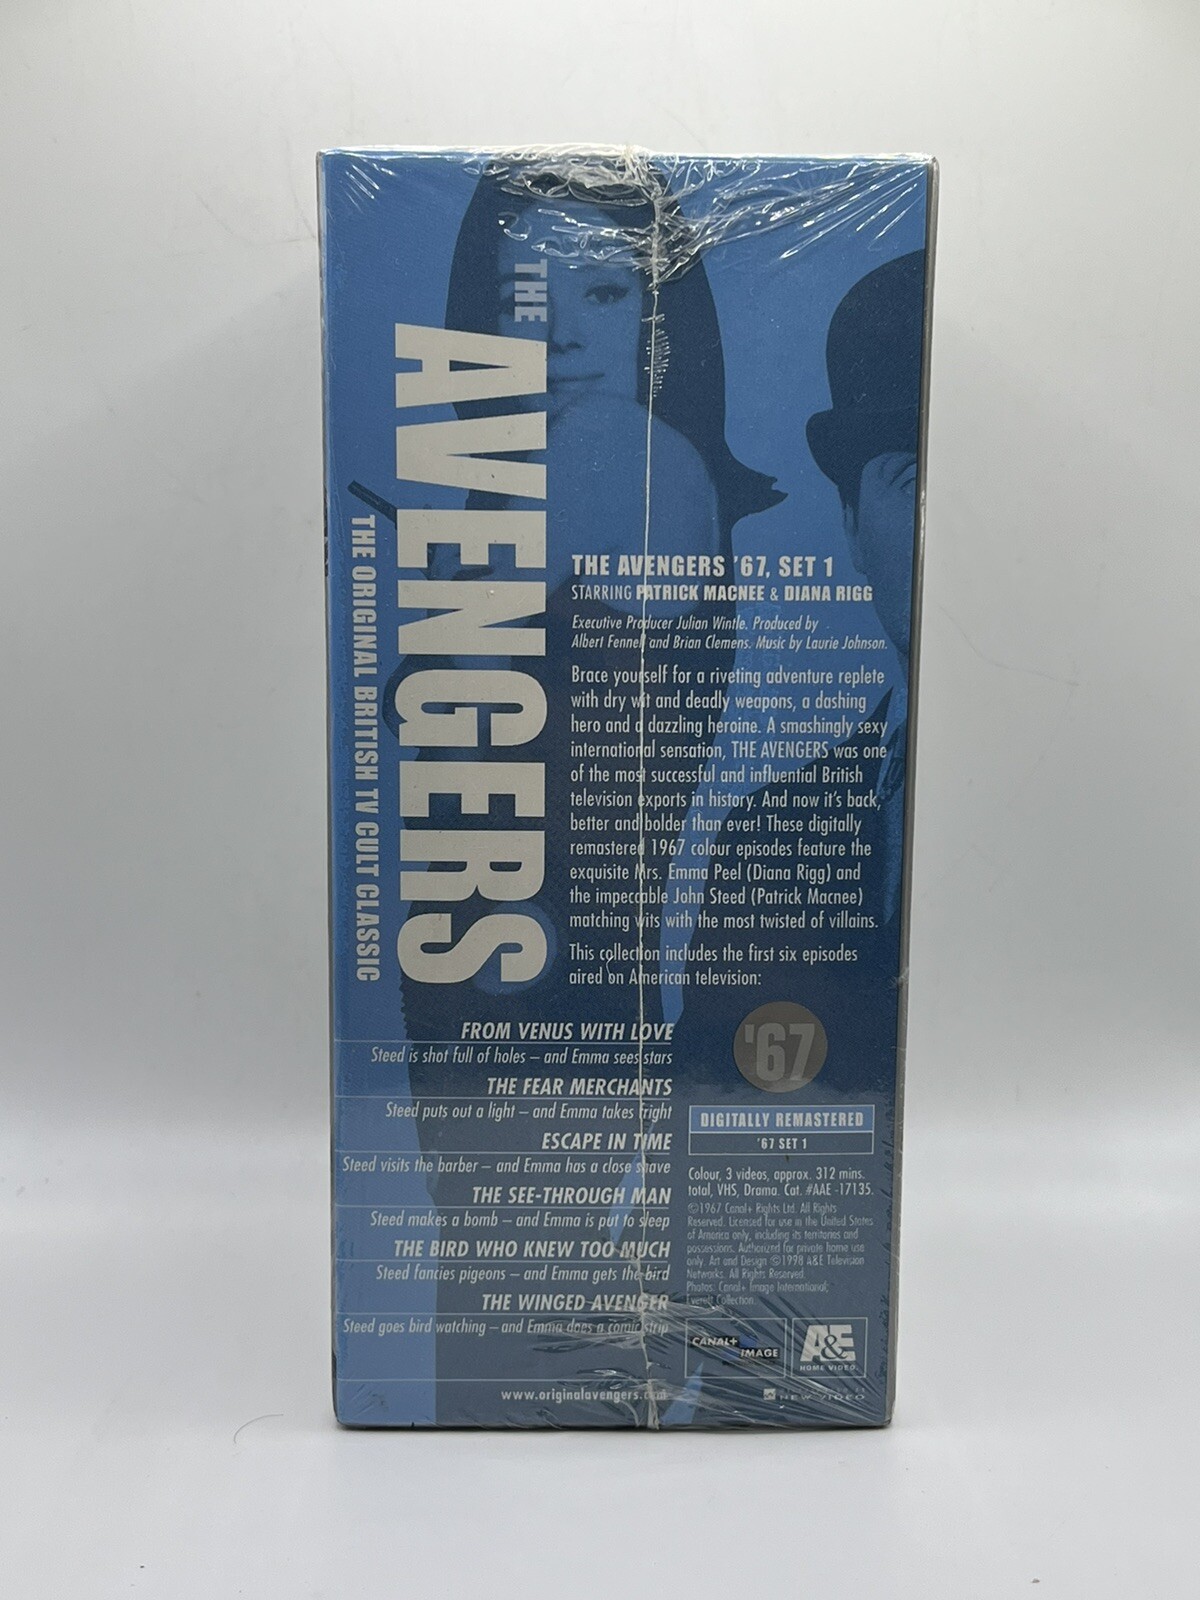 THE
AVENGERS
THE ORIGINAL BRITISH TV CULT CLASSIC
THE AVENGERS '67, SET 1
STARRING PATRICK MACNEE & DIANA RIGG
Executive Producer Julian Wintle. Produced by
Albert Fennell and Brian Clemens. Music by Laurie Johnson.
Brace yourself for a riveting adventure replete
with dry wit and deadly weapons, a dashing
hero and a dazzling heroine. A smashingly sexy
international sensation, THE AVENGERS was one
of the most successful and influential British
television exports in history. And now it's back,
better and bolder than ever! These digitally
remastered 1967 colour episodes feature the
exquisite Mrs. Emma Peel (Diana Rigg) and
the impeccable John Steed (Patrick Macnee)
matching wits with the most twisted of villains.
This collection includes the first six episodes
aired on American television:
FROM VENUS WITH LOVE
Steed is shot full of holes – and Emma sees stars
THE FEAR MERCHANTS
Steed puts out a light – and Emma takes fright
ESCAPE IN TIME
Steed visits the barber – and Emma has a close shave
THE SEE-THROUGH MAN
Steed makes a bomb – and Emma is put to sleep
THE BIRD WHO KNEW TOO MUCH
Steed fancies pigeons – and Emma gets the bird
THE WINGED AVENGER
Steed goes bird watching – and Emma does a comic strip
www.originalavengers.com
'67
DIGITALLY REMASTERED
'67 SET 1
Colour, 3 videos, approx. 312 mins.
total, VHS, Drama. Cat. #AAE -17135.
©1967 Canal+ Rights Ltd. All Rights
Reserved. Licensed for use in the United States
of America only, including its territories and
possessions. Authorized for private home use
only. Art and Design ©1998 A&E Television
Networks. All Rights Reserved.
Photos: Canal+ Image International;
Everett Collection.
CANAL+
IMAGE
A&E
HOME VIDEO
NEW VIDEO